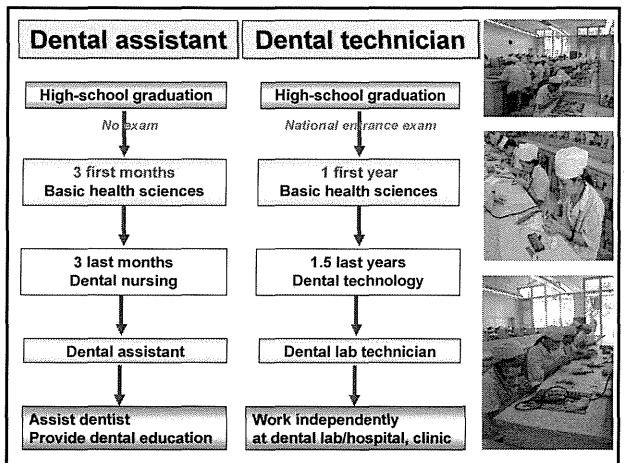 Dental assistant
High-school graduation
No exam
3 first months
Basic health sciences
3 last months
Dental nursing
Dental assistant
Assist dentist
Provide dental education
Dental technician
High-school graduation
National entrance exam
1 first year
Basic health sciences
1.5 last years
Dental technology
Dental lab technician
Work independently
at dental lab/hospital, clinic